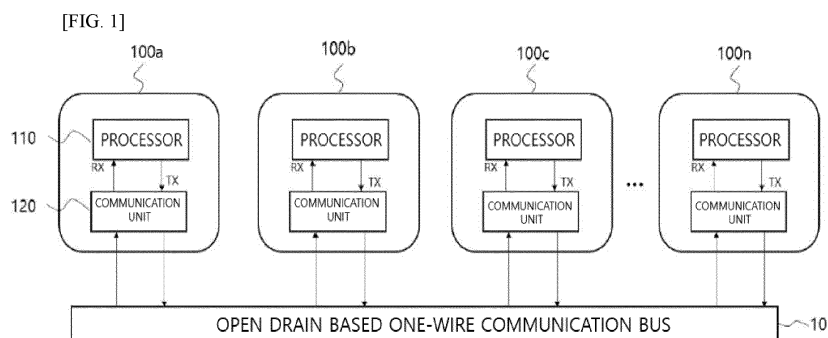 [FIG. 1]
100a 100b 100c 100n
110 PROCESSOR PROCESSOR PROCESSOR PROCESSOR
RX TX RX TX RX TX RX TX
...
120 COMMUNICATION UNIT COMMUNICATION UNIT COMMUNICATION UNIT COMMUNICATION UNIT
OPEN DRAIN BASED ONE-WIRE COMMUNICATION BUS 10